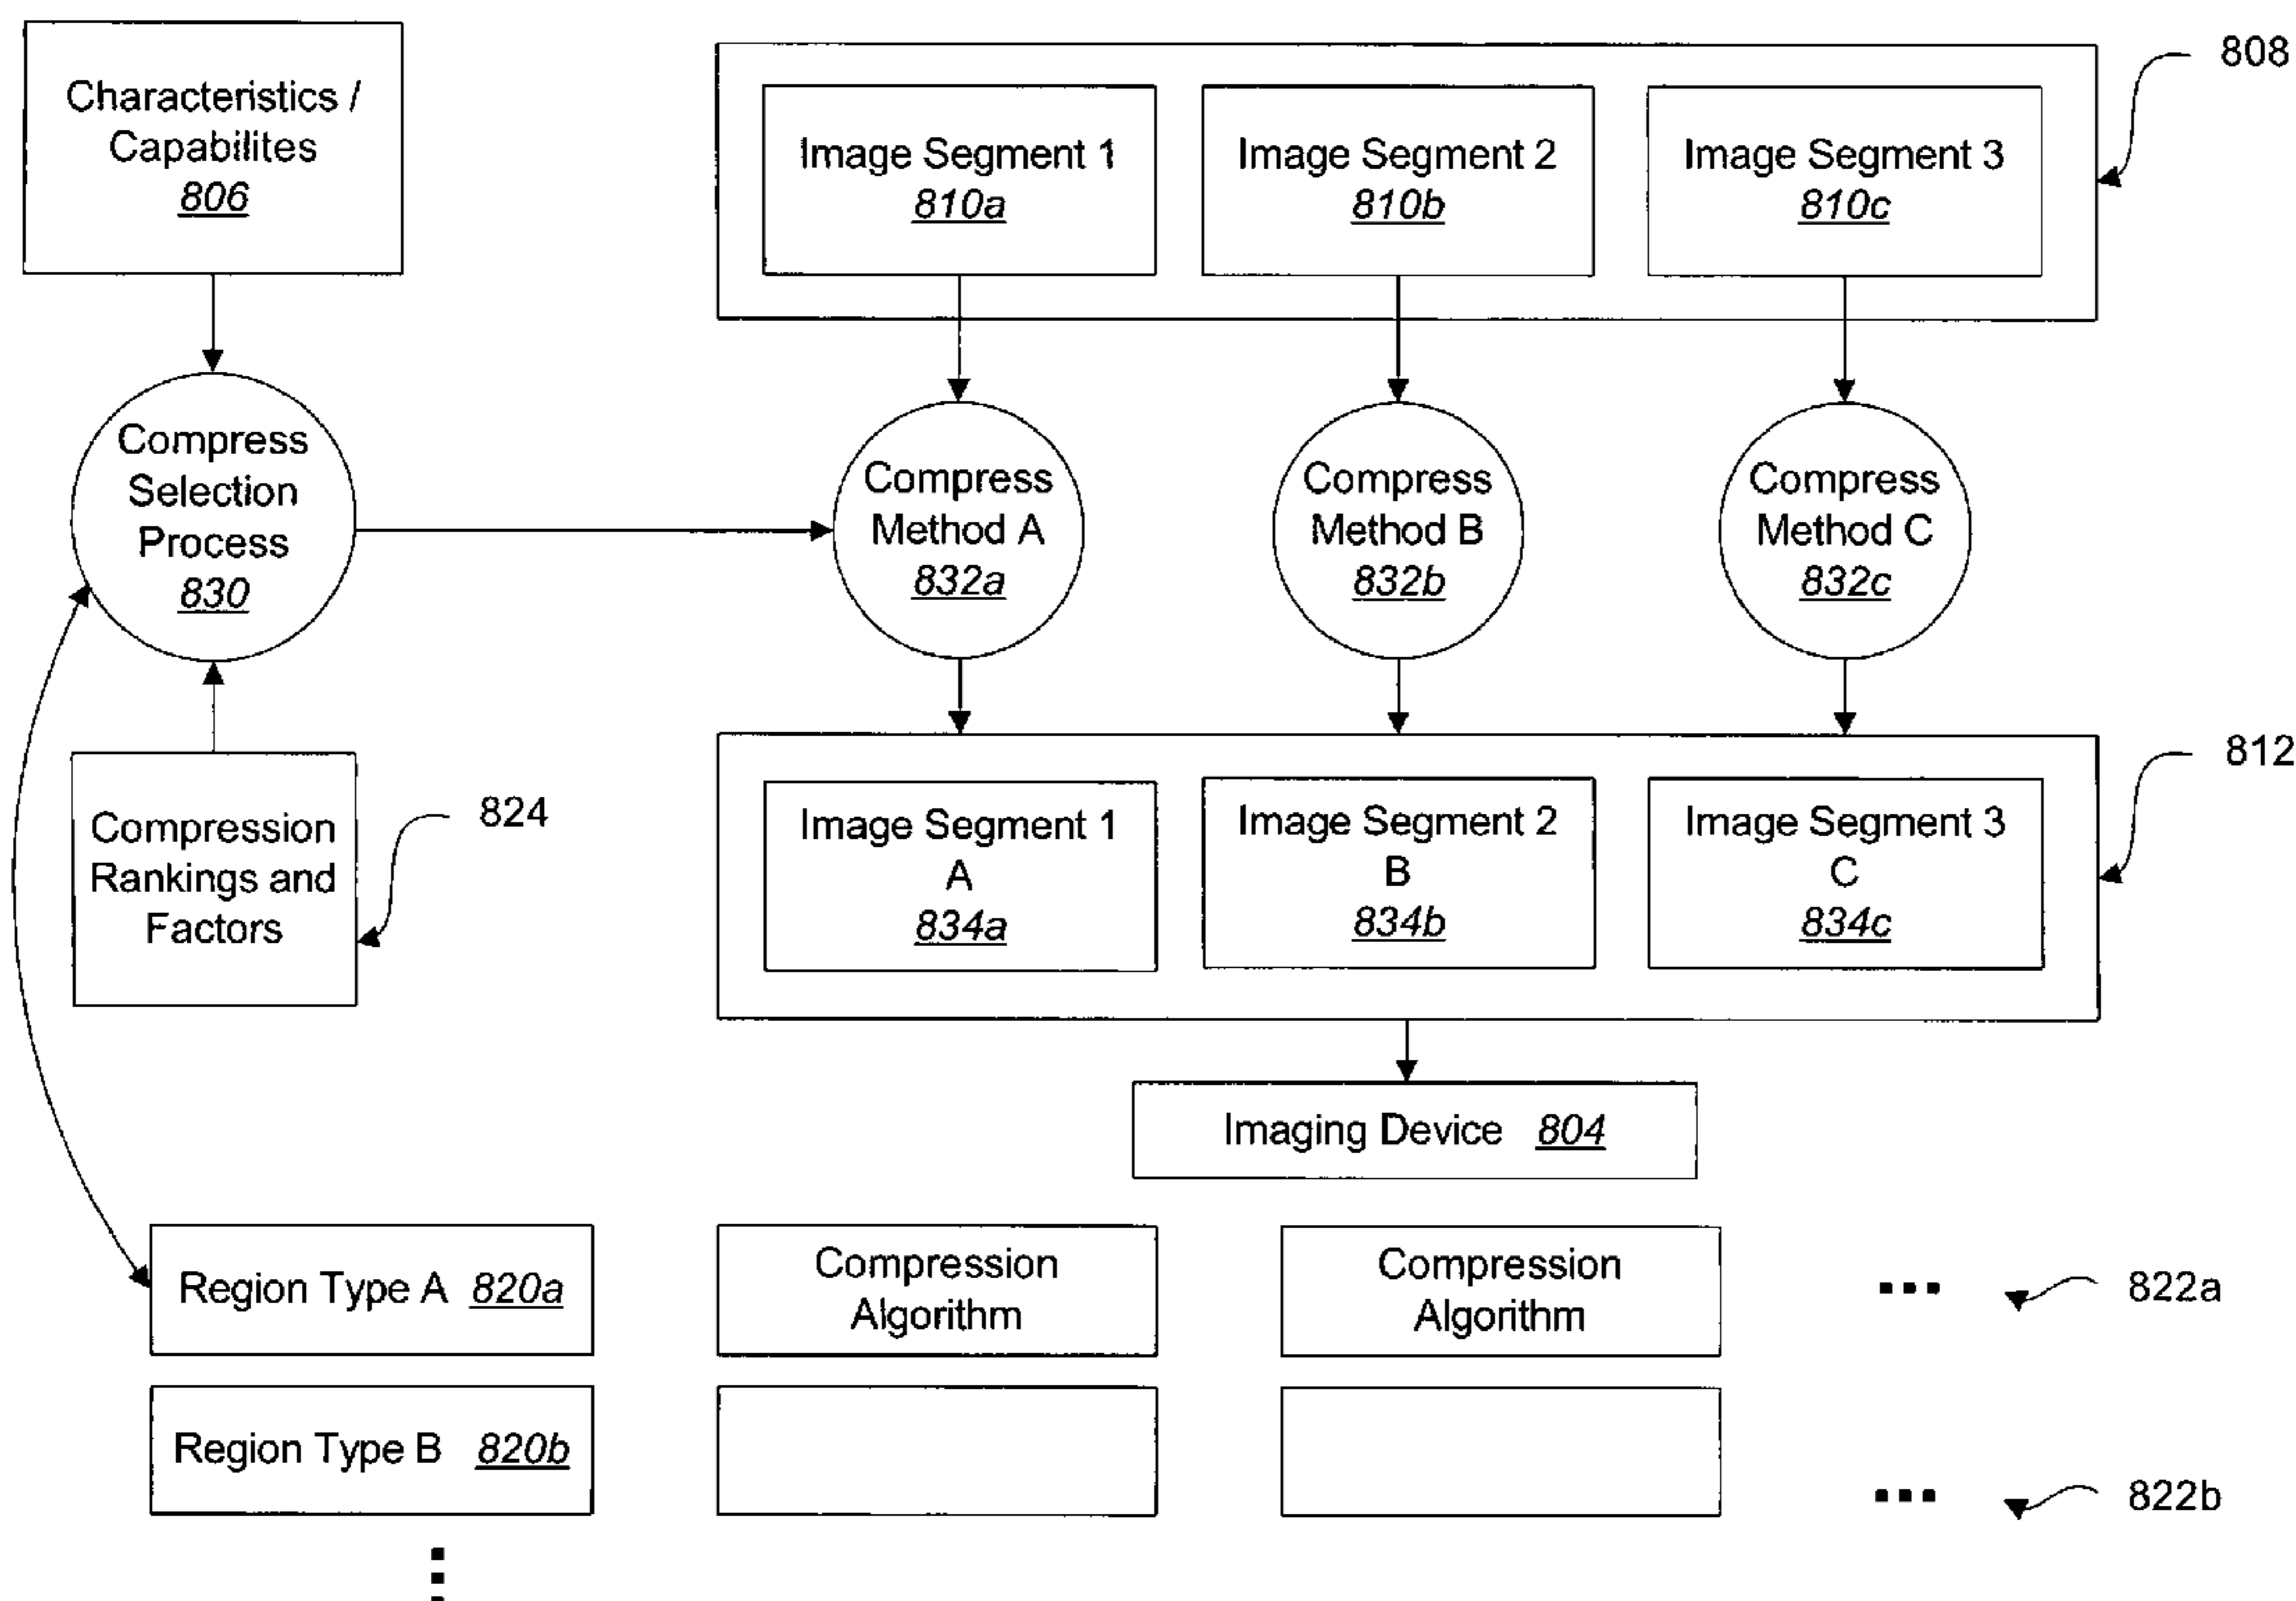 Characteristics /
Capabilites
806
808
Image Segment 1
810a
Image Segment 2
810b
Image Segment 3
810c
Compress
Selection
Process
830
Compress
Method A
832a
Compress
Method B
832b
Compress
Method C
832c
Compression
Rankings and
Factors
824
812
Image Segment 1
A
834a
Image Segment 2
B
834b
Image Segment 3
C
834c
Imaging Device 804
Region Type A 820a
Compression
Algorithm
Compression
Algorithm
...
822a
Region Type B 820b
...
822b